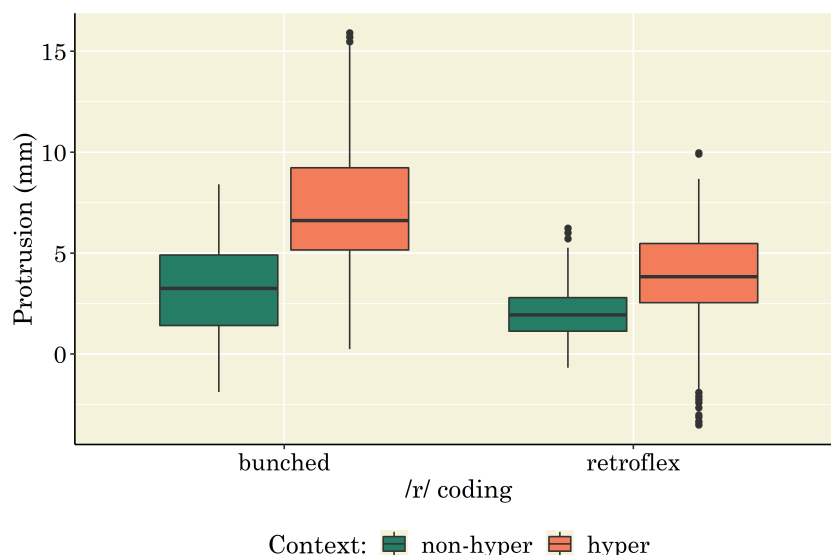 Protrusion (mm)
15
10
5
0
bunched retroflex
/r/ coding
Context: non-hyper hyper